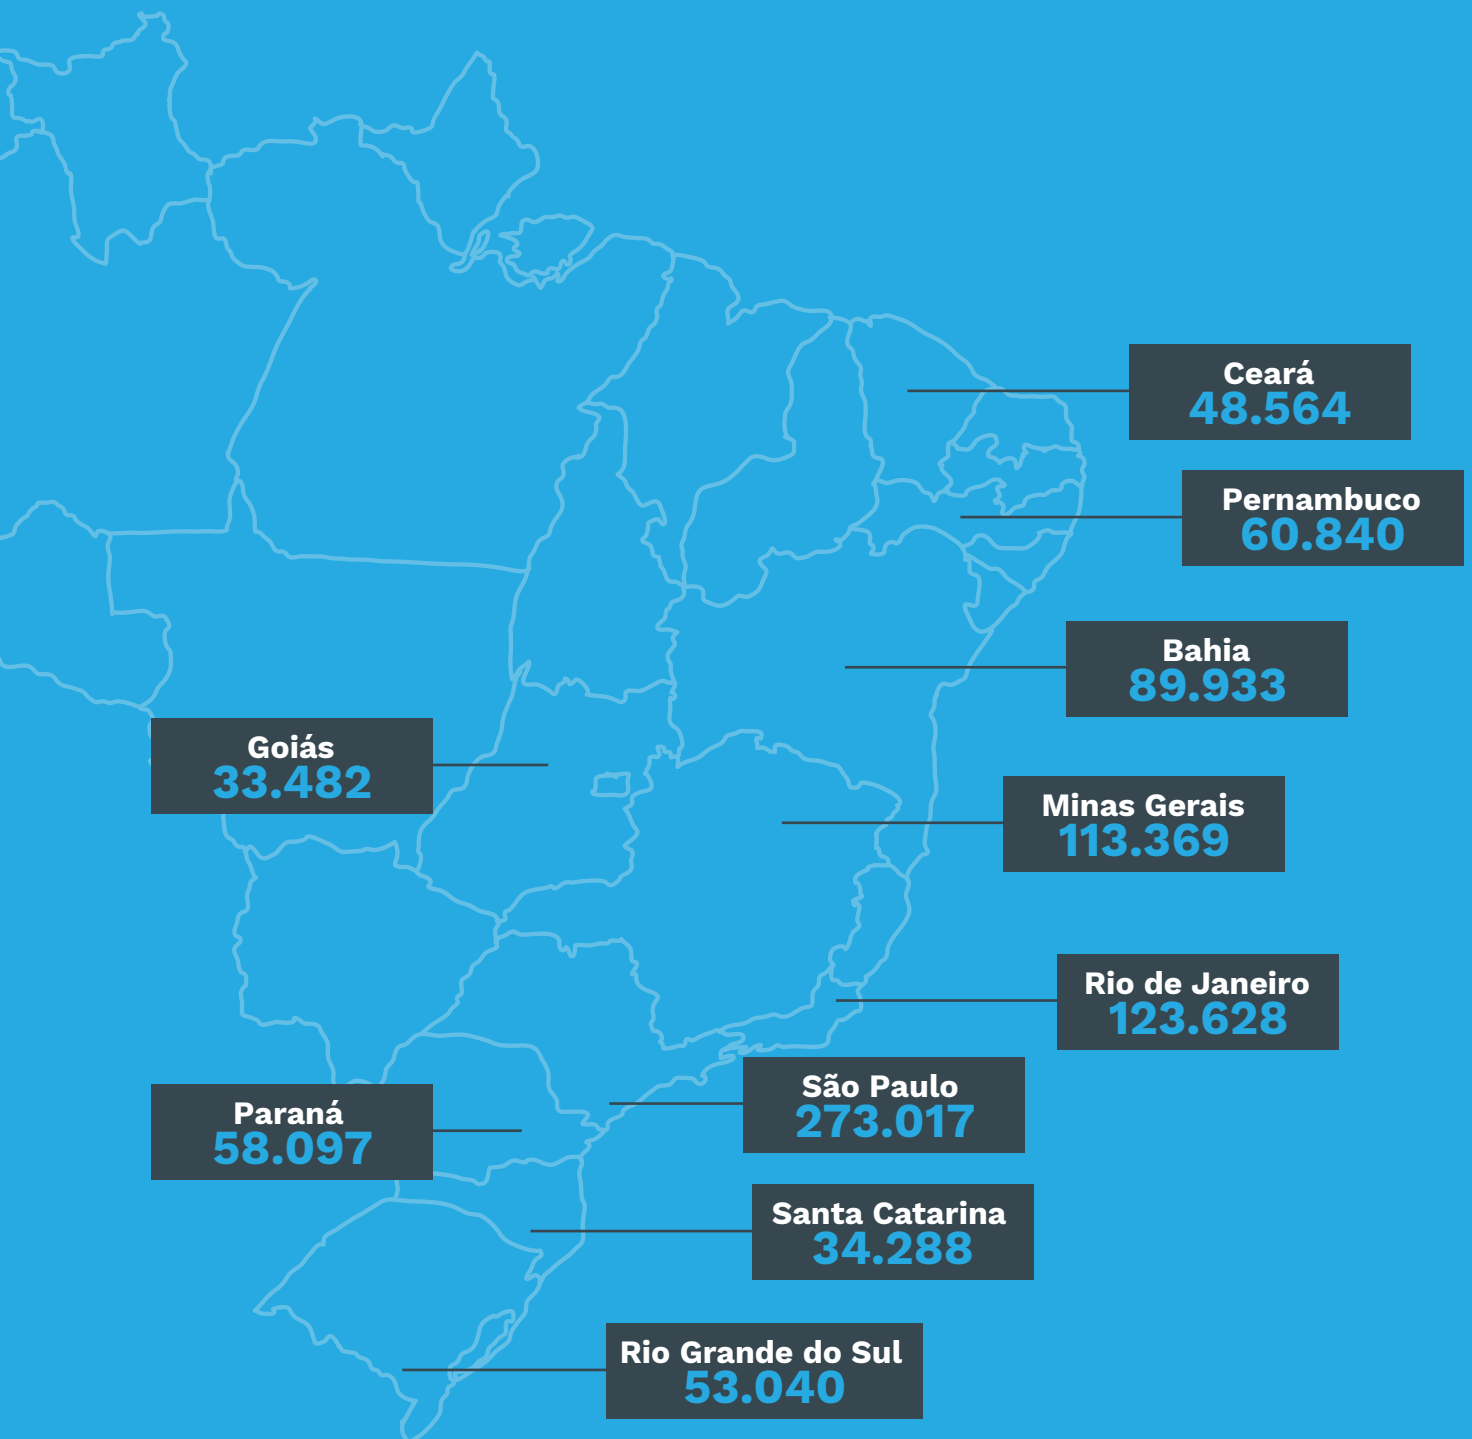 Ceará
48.564
Pernambuco
60.840
Bahia
89.933
Goiás
33.482
Minas Gerais
113.369
Rio de Janeiro
123.628
São Paulo
273.017
Paraná
58.097
Santa Catarina
34.288
Rio Grande do Sul
53.040